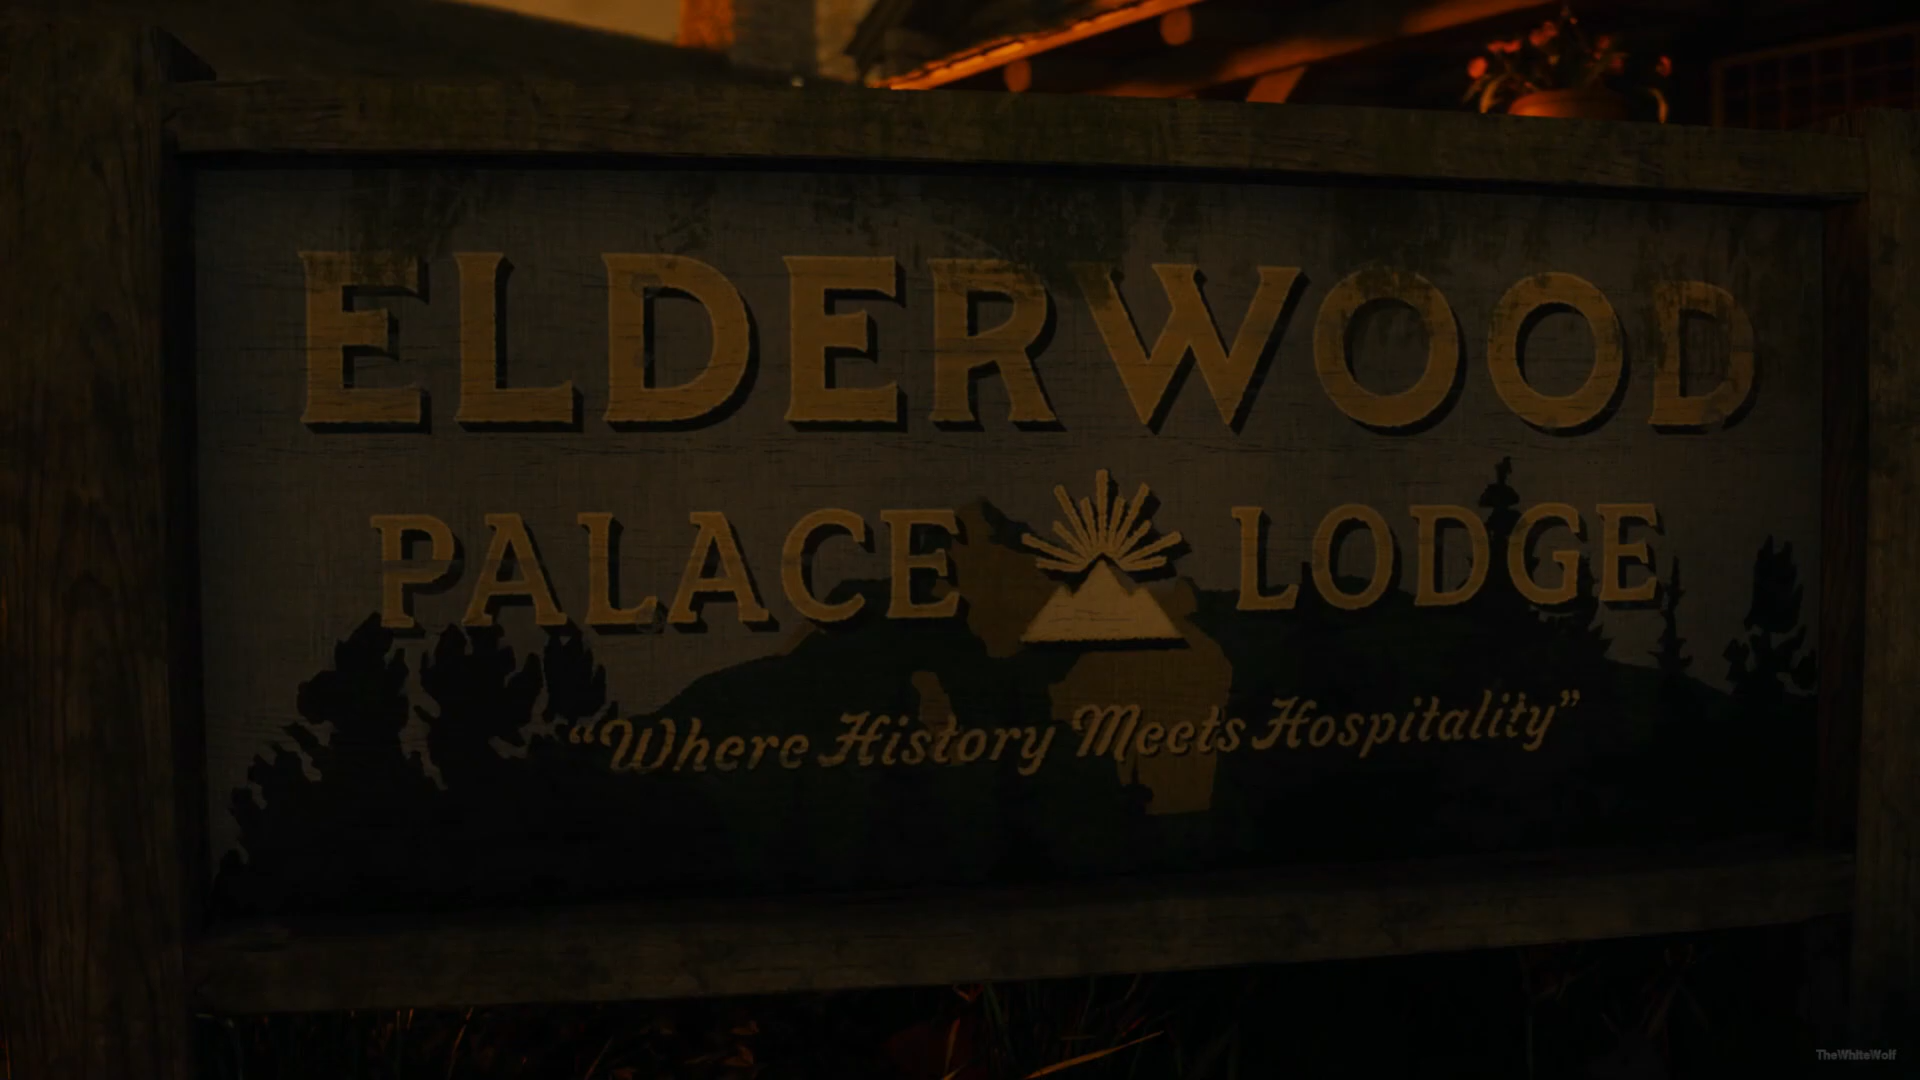 ELDERWOOD
PALACE LODGE
“Where History Meets Hospitality”
TheWhiteWolf